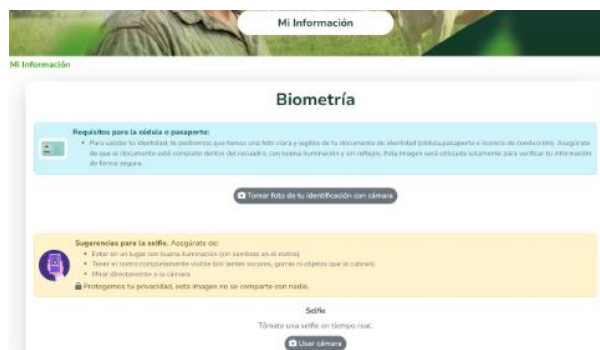 Mi Información
Mi Información
Biometría
Requisitos para la cédula o pasaporte:
Para validar tu identidad, te pediremos que tomes una foto clara y legible de tu documento de identidad (cédula, pasaporte o licencia de conducción). Asegúrate
de que el documento esté completo dentro del recuadro, con buena iluminación y sin reflejos. Esta imagen será utilizada solamente para verificar tu información
de forma segura.
Tomar foto de tu identificación con cámara
Sugerencias para la selfie. Asegúrate de:
Estar en un lugar con buena iluminación (sin sombras en el rostro).
Tener el rostro completamente visible (sin lentes oscuros, gorras ni objetos que lo cubran).
Mirar directamente a la cámara.
Protegemos tu privacidad, esta imagen no se comparte con nadie.
Selfie
Tómate una selfie en tiempo real.
Usar cámara